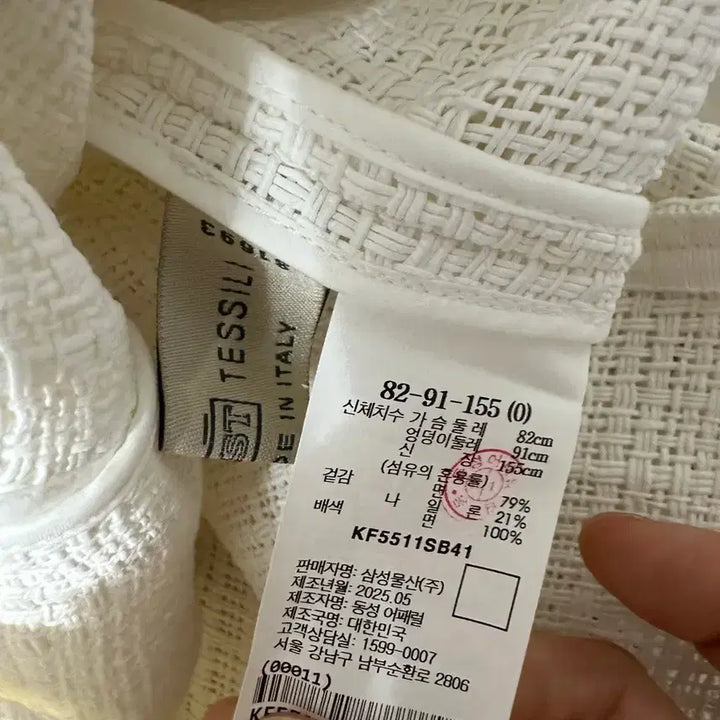 TESSILI
E IN ITALY
ST
82-91-155 (0)
신체치수 가 슴 둘 레 82cm
엉덩이둘레 91cm
신 장 155cm
(섬유의 혼용률)
겉감 면 79%
나 일 론 21%
배색 면 100%
KF5511SB41
판매자명: 삼성물산(주)
제조년월: 2025.05
제조자명: 동성 어패럴
제조국명: 대한민국
고객상담실: 1599-0007
서울 강남구 남부순환로 2806
(00011)